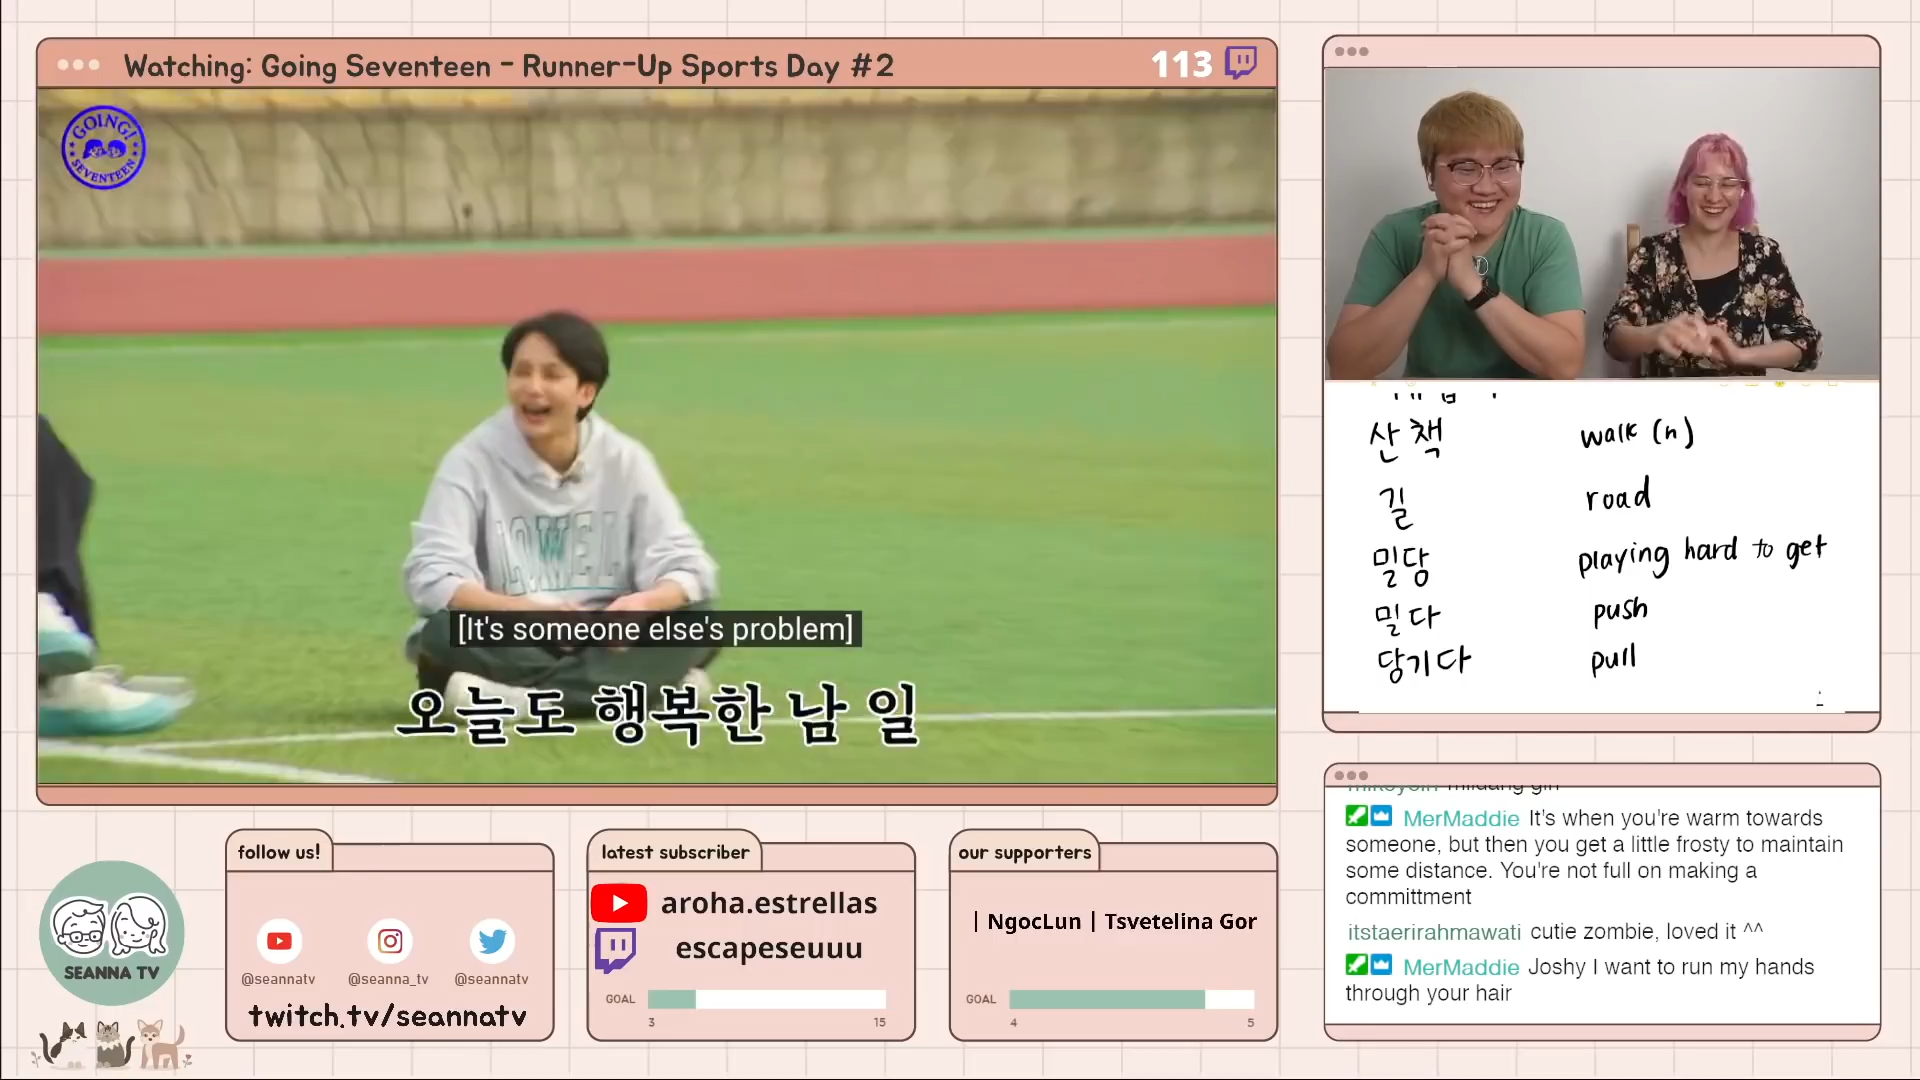 Watching: Going Seventeen - Runner-Up Sports Day #2
113
GOING!
SEVENTEEN
[It's someone else's problem]
오늘도 행복한 남 일
산책 walk (n)
길 road
밀당 playing hard to get
밀다 push
당기다 pull
MerMaddie It's when you're warm towards
someone, but then you get a little frosty to maintain
some distance. You're not full on making a
committment
itstaerirahmawati cutie zombie, loved it ^^
MerMaddie Joshy I want to run my hands
through your hair
SEANNA TV
follow us!
@seannatv @seanna_tv @seannatv
twitch.tv/seannatv
latest subscriber
aroha.estrellas
escapeseuuu
GOAL
3 15
our supporters
| NgocLun | Tsvetelina Gor
GOAL
4 5